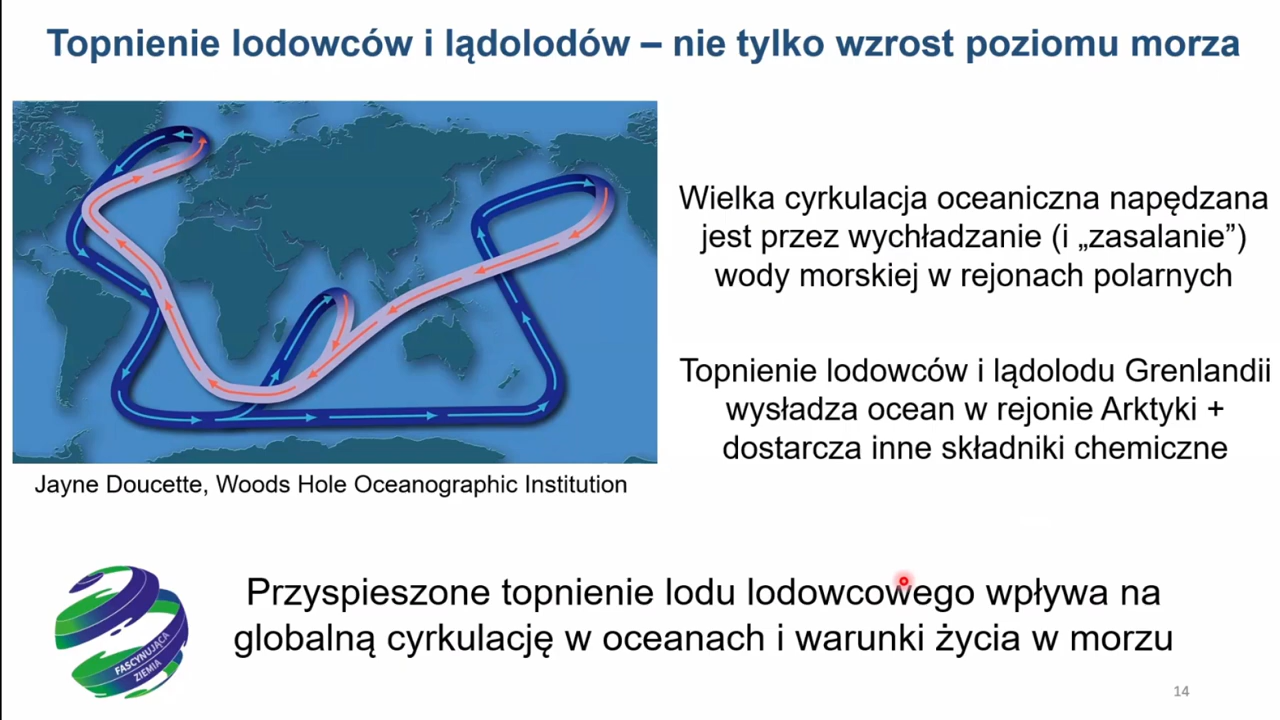 Topnienie lodowców i lądolodów – nie tylko wzrost poziomu morza
Wielka cyrkulacja oceaniczna napędzana
jest przez wychładzanie (i „zasalanie”)
wody morskiej w rejonach polarnych
Topnienie lodowców i lądolodu Grenlandii
wysładza ocean w rejonie Arktyki +
dostarcza inne składniki chemiczne
Jayne Doucette, Woods Hole Oceanographic Institution
Przyspieszone topnienie lodu lodowcowego wpływa na
globalną cyrkulację w oceanach i warunki życia w morzu
FASCYNUJĄCA
ZIEMIA
14